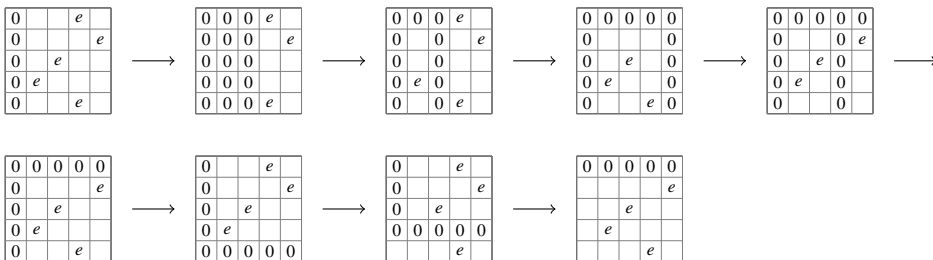 0 e 0 0 0 e 0 0 0 e 0 0 0 0 0 0 0 0 0 0
0 e 0 0 0 e 0 0 e 0 0 0 0 e
0 e 0 0 0 0 0 0 e 0 0 e 0
0 e 0 0 0 0 e 0 0 e 0 0 e 0
0 e 0 0 0 e 0 0 e 0 e 0 0 0
0 0 0 0 0 0 e 0 e 0 0 0 0 0
0 e 0 e 0 e e
0 e 0 e 0 e e
0 e 0 e 0 0 0 0 0 e
0 e 0 0 0 0 0 e e